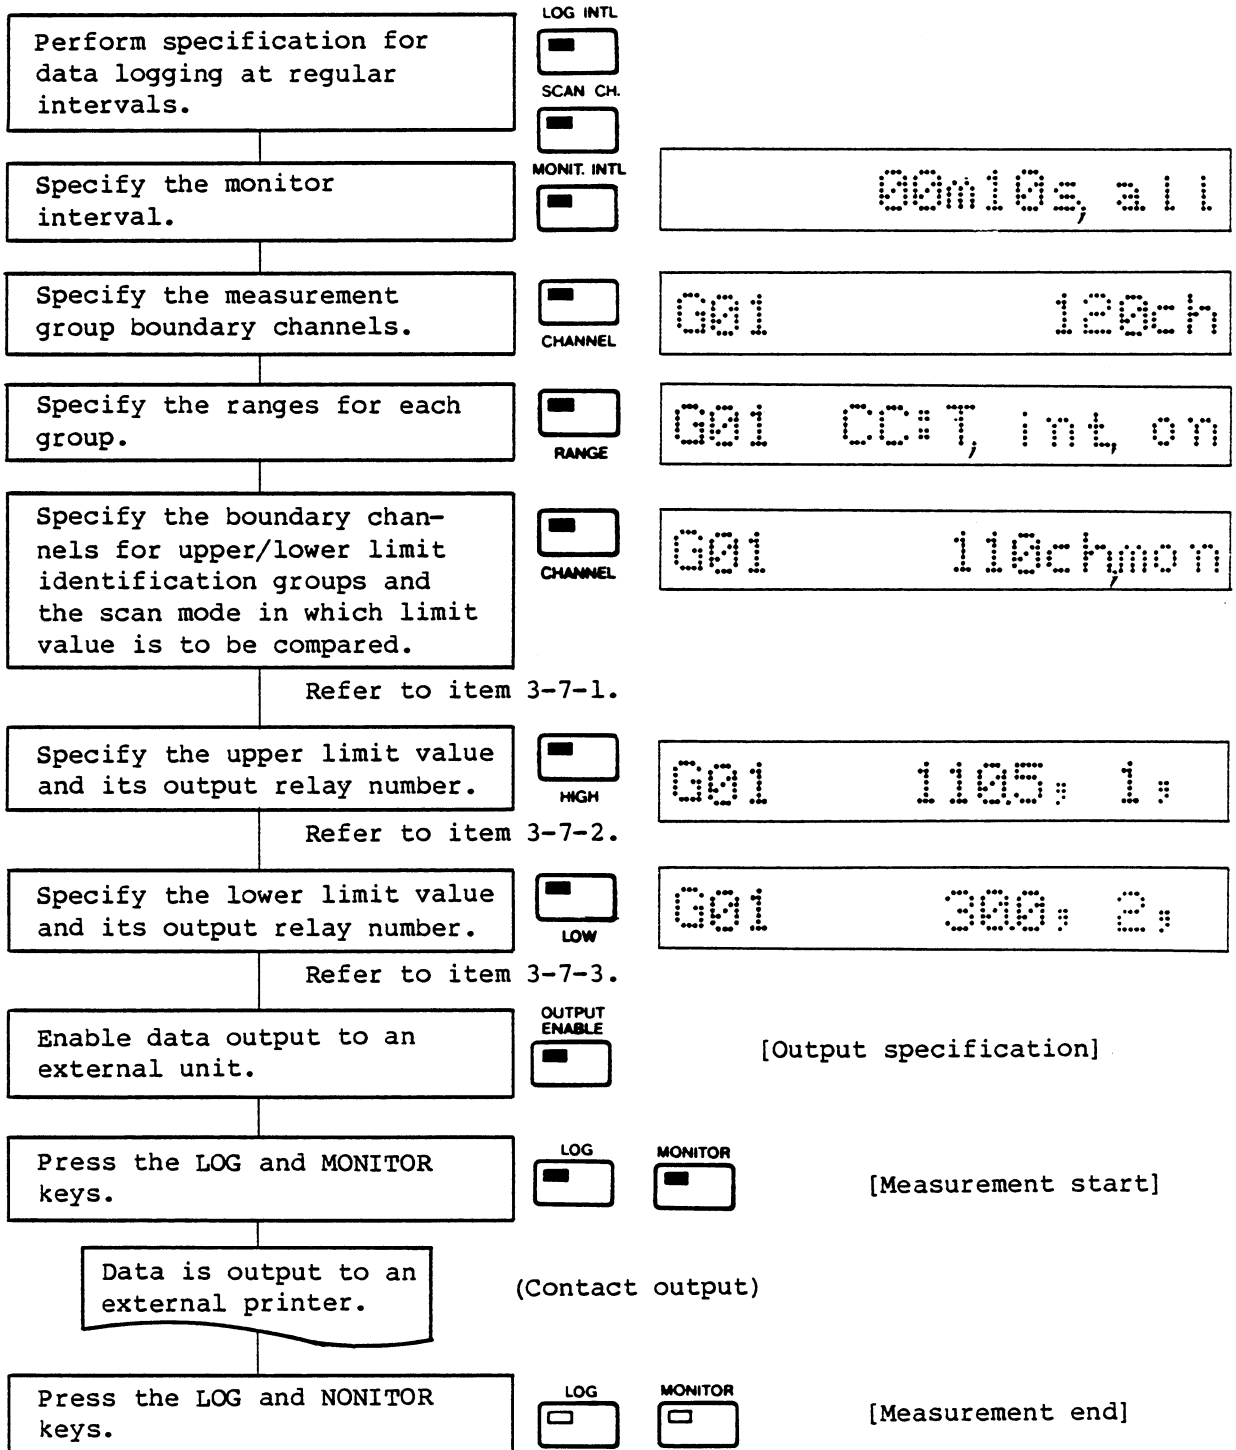 LOG INTL
Perform specification for
data logging at regular
intervals.
SCAN CH.
Specify the monitor
interval.
MONIT. INTL
00m10s, all
Specify the measurement
group boundary channels.
CHANNEL
G01 120ch
Specify the ranges for each
group.
RANGE
G01 CC:T, int, on
Specify the boundary chan-
nels for upper/lower limit
identification groups and
the scan mode in which limit
value is to be compared.
CHANNEL
G01 110ch,mon
Refer to item 3-7-1.
Specify the upper limit value
and its output relay number.
HIGH
G01 110.5; 1;
Refer to item 3-7-2.
Specify the lower limit value
and its output relay number.
LOW
G01 30.0; 2;
Refer to item 3-7-3.
Enable data output to an
external unit.
OUTPUT
ENABLE
[Output specification]
Press the LOG and MONITOR
keys.
LOG
MONITOR
[Measurement start]
Data is output to an
external printer.
(Contact output)
Press the LOG and NONITOR
keys.
LOG
MONITOR
[Measurement end]